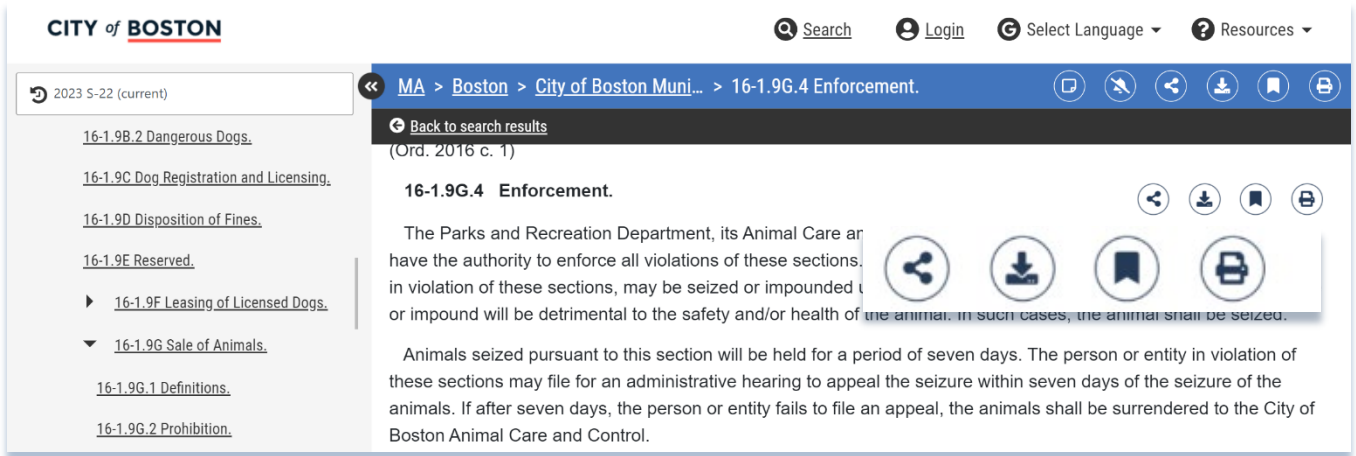 CITY of BOSTON
Search Login Select Language Resources
2023 S-22 (current)
MA > Boston > City of Boston Muni... > 16-1.9G.4 Enforcement.
Back to search results
16-1.9B.2 Dangerous Dogs.
16-1.9C Dog Registration and Licensing.
16-1.9D Disposition of Fines.
16-1.9E Reserved.
16-1.9F Leasing of Licensed Dogs.
16-1.9G Sale of Animals.
16-1.9G.1 Definitions.
16-1.9G.2 Prohibition.
(Ord. 2016 c. 1)
16-1.9G.4 Enforcement.
The Parks and Recreation Department, its Animal Care
have the authority to enforce all violations of these sections.
in violation of these sections, may be seized or impounded
or impound will be detrimental to the safety and/or health of the animal. In such cases, the animal shall be seized.
Animals seized pursuant to this section will be held for a period of seven days. The person or entity in violation of
these sections may file for an administrative hearing to appeal the seizure within seven days of the seizure of the
animals. If after seven days, the person or entity fails to file an appeal, the animals shall be surrendered to the City of
Boston Animal Care and Control.